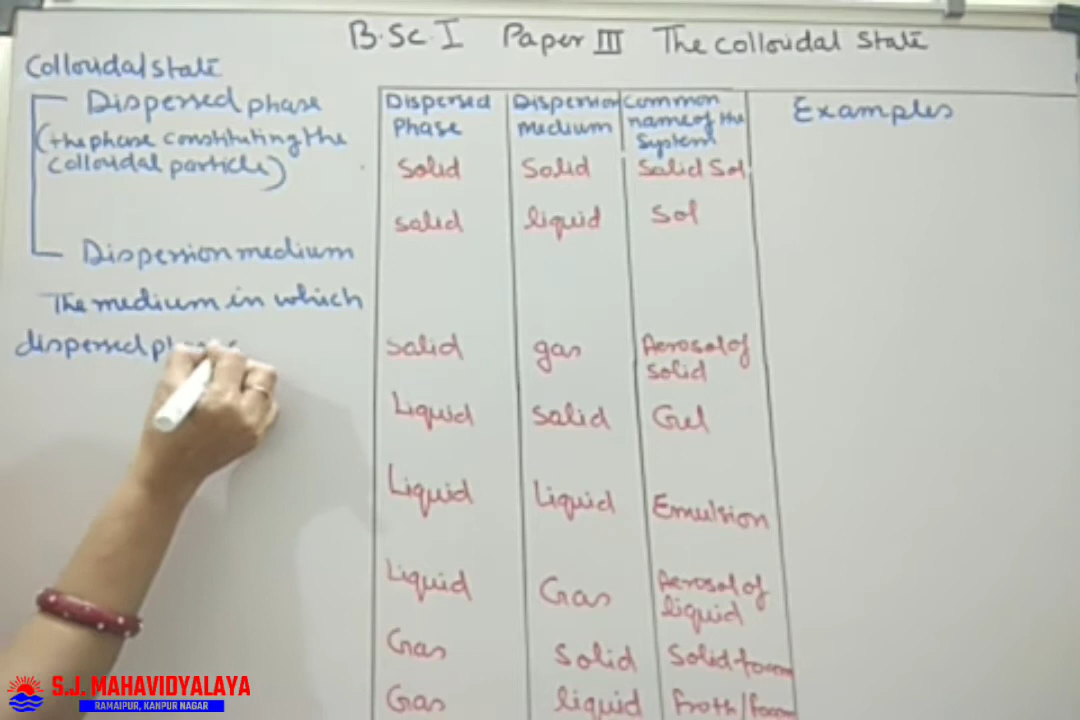 B.Sc.I Paper III The Colloidal State
Colloidal state
Dispersed phase
(the phase constituting the
colloidal particle)
Dispersion medium
The medium in which
dispersed
Dispersed Phase Dispersion Medium Common name of the System Examples
Solid Solid Solid Sol
Solid liquid Sol
Solid gas Aerosol of solid
Liquid Solid Gel
Liquid Liquid Emulsion
Liquid Gas Aerosol of liquid
Gas Solid Solid foam
Gas liquid froth/foam
S.J. MAHAVIDYALAYA
RAMAIPUR, KANPUR NAGAR